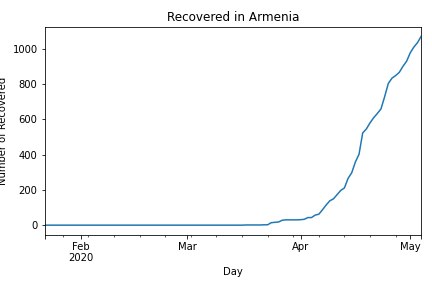 Recovered in Armenia
Number of Recovered
1000
800
600
400
200
0
Feb
2020
Mar
Apr
May
Day